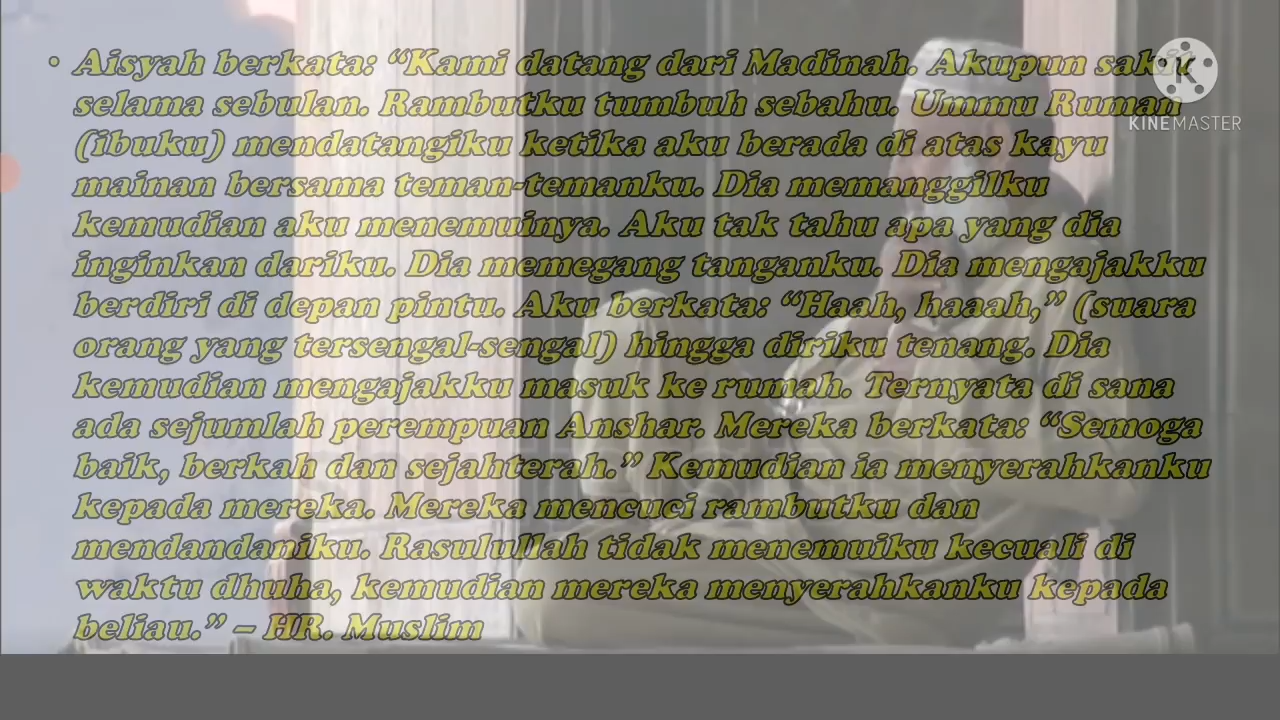 • Aisyah berkata: “Kami datang dari Madinah. Akupun sakit
selama sebulan. Rambutku tumbuh sebahu. Ummu Ruman
(ibuku) mendatangiku ketika aku berada di atas kayu
mainan bersama teman-temanku. Dia memanggilku
kemudian aku menemuinya. Aku tak tahu apa yang dia
inginkan dariku. Dia memegang tanganku. Dia mengajakku
berdiri di depan pintu. Aku berkata: “Haah, haaah,” (suara
orang yang tersengal-sengal) hingga diriku tenang. Dia
kemudian mengajakku masuk ke rumah. Ternyata di sana
ada sejumlah perempuan Anshar. Mereka berkata: “Semoga
baik, berkah dan sejahterah.” Kemudian ia menyerahkanku
kepada mereka. Mereka mencuci rambutku dan
mendandaniku. Rasulullah tidak menemuiku kecuali di
waktu dhuha, kemudian mereka menyerahkanku kepada
beliau.” – HR. Muslim
K
KINEMASTER